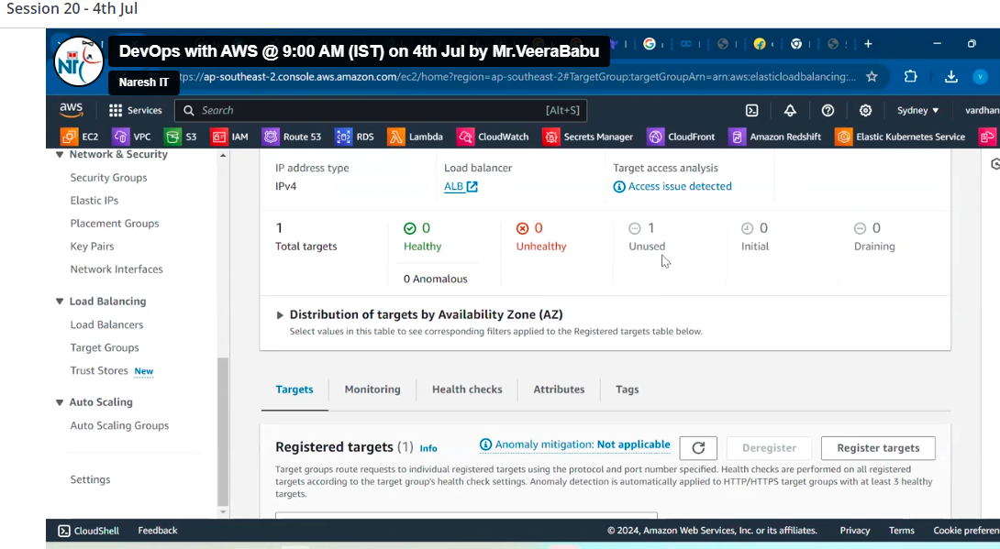 Session 20 - 4th Jul
DevOps with AWS @ 9:00 AM (IST) on 4th Jul by Mr.VeeraBabu
Naresh IT
tps://ap-southeast-2.console.aws.amazon.com/ec2/home?region=ap-southeast-2#TargetGroup:targetGroupArn=arn:aws:elasticloadbalancing:...
aws Services Search [Alt+S] Sydney ▼ vardhan
EC2 VPC S3 IAM Route 53 RDS Lambda CloudWatch Secrets Manager CloudFront Amazon Redshift Elastic Kubernetes Service
▼ Network & Security
Security Groups
Elastic IPs
Placement Groups
Key Pairs
Network Interfaces
▼ Load Balancing
Load Balancers
Target Groups
Trust Stores New
▼ Auto Scaling
Auto Scaling Groups
Settings
IP address type
IPv4
Load balancer
ALB
Target access analysis
Access issue detected
1
Total targets
0
Healthy
0 Anomalous
0
Unhealthy
1
Unused
0
Initial
0
Draining
▶ Distribution of targets by Availability Zone (AZ)
Select values in this table to see corresponding filters applied to the Registered targets table below.
Targets Monitoring Health checks Attributes Tags
Registered targets (1) Info Anomaly mitigation: Not applicable Deregister Register targets
Target groups route requests to individual registered targets using the protocol and port number specified. Health checks are performed on all registered
targets according to the target group's health check settings. Anomaly detection is automatically applied to HTTP/HTTPS target groups with at least 3 healthy
targets.
CloudShell Feedback © 2024, Amazon Web Services, Inc. or its affiliates. Privacy Terms Cookie preferen